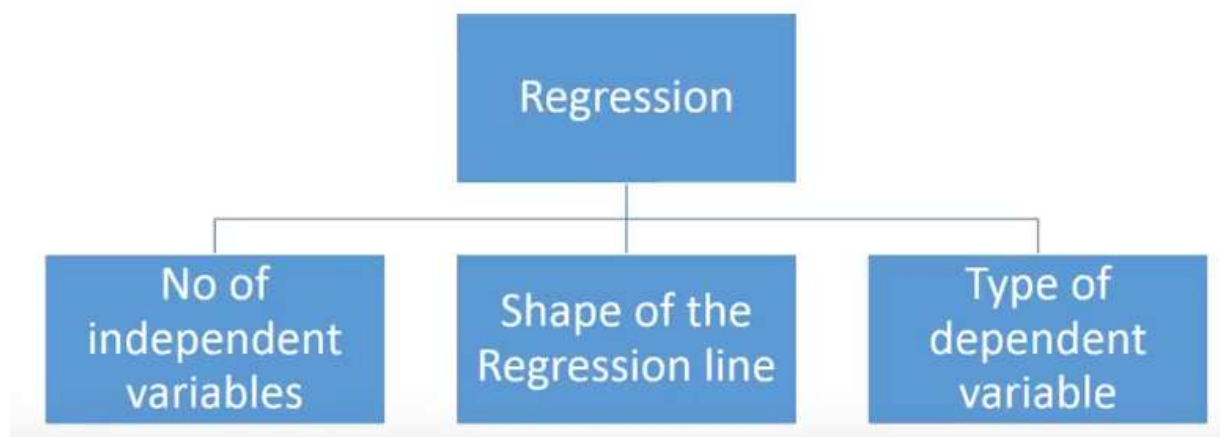 Regression
No of
independent
variables
Shape of the
Regression line
Type of
dependent
variable